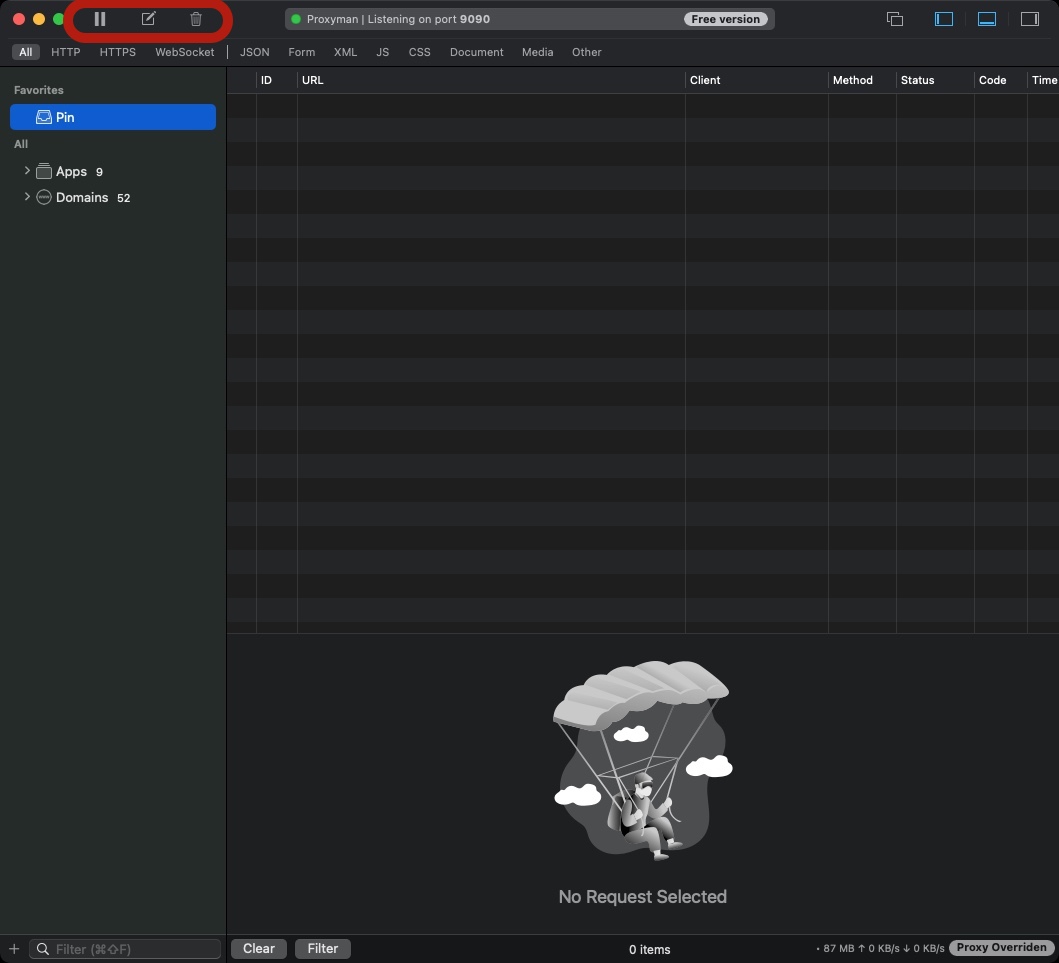 Proxyman | Listening on port 9090 Free version
All HTTP HTTPS WebSocket JSON Form XML JS CSS Document Media Other
ID URL Client Method Status Code Time
Favorites
Pin
All
Apps 9
Domains 52
No Request Selected
Filter (⌘⇧F) Clear Filter 0 items • 87 MB ↑ 0 KB/s ↓ 0 KB/s Proxy Overriden